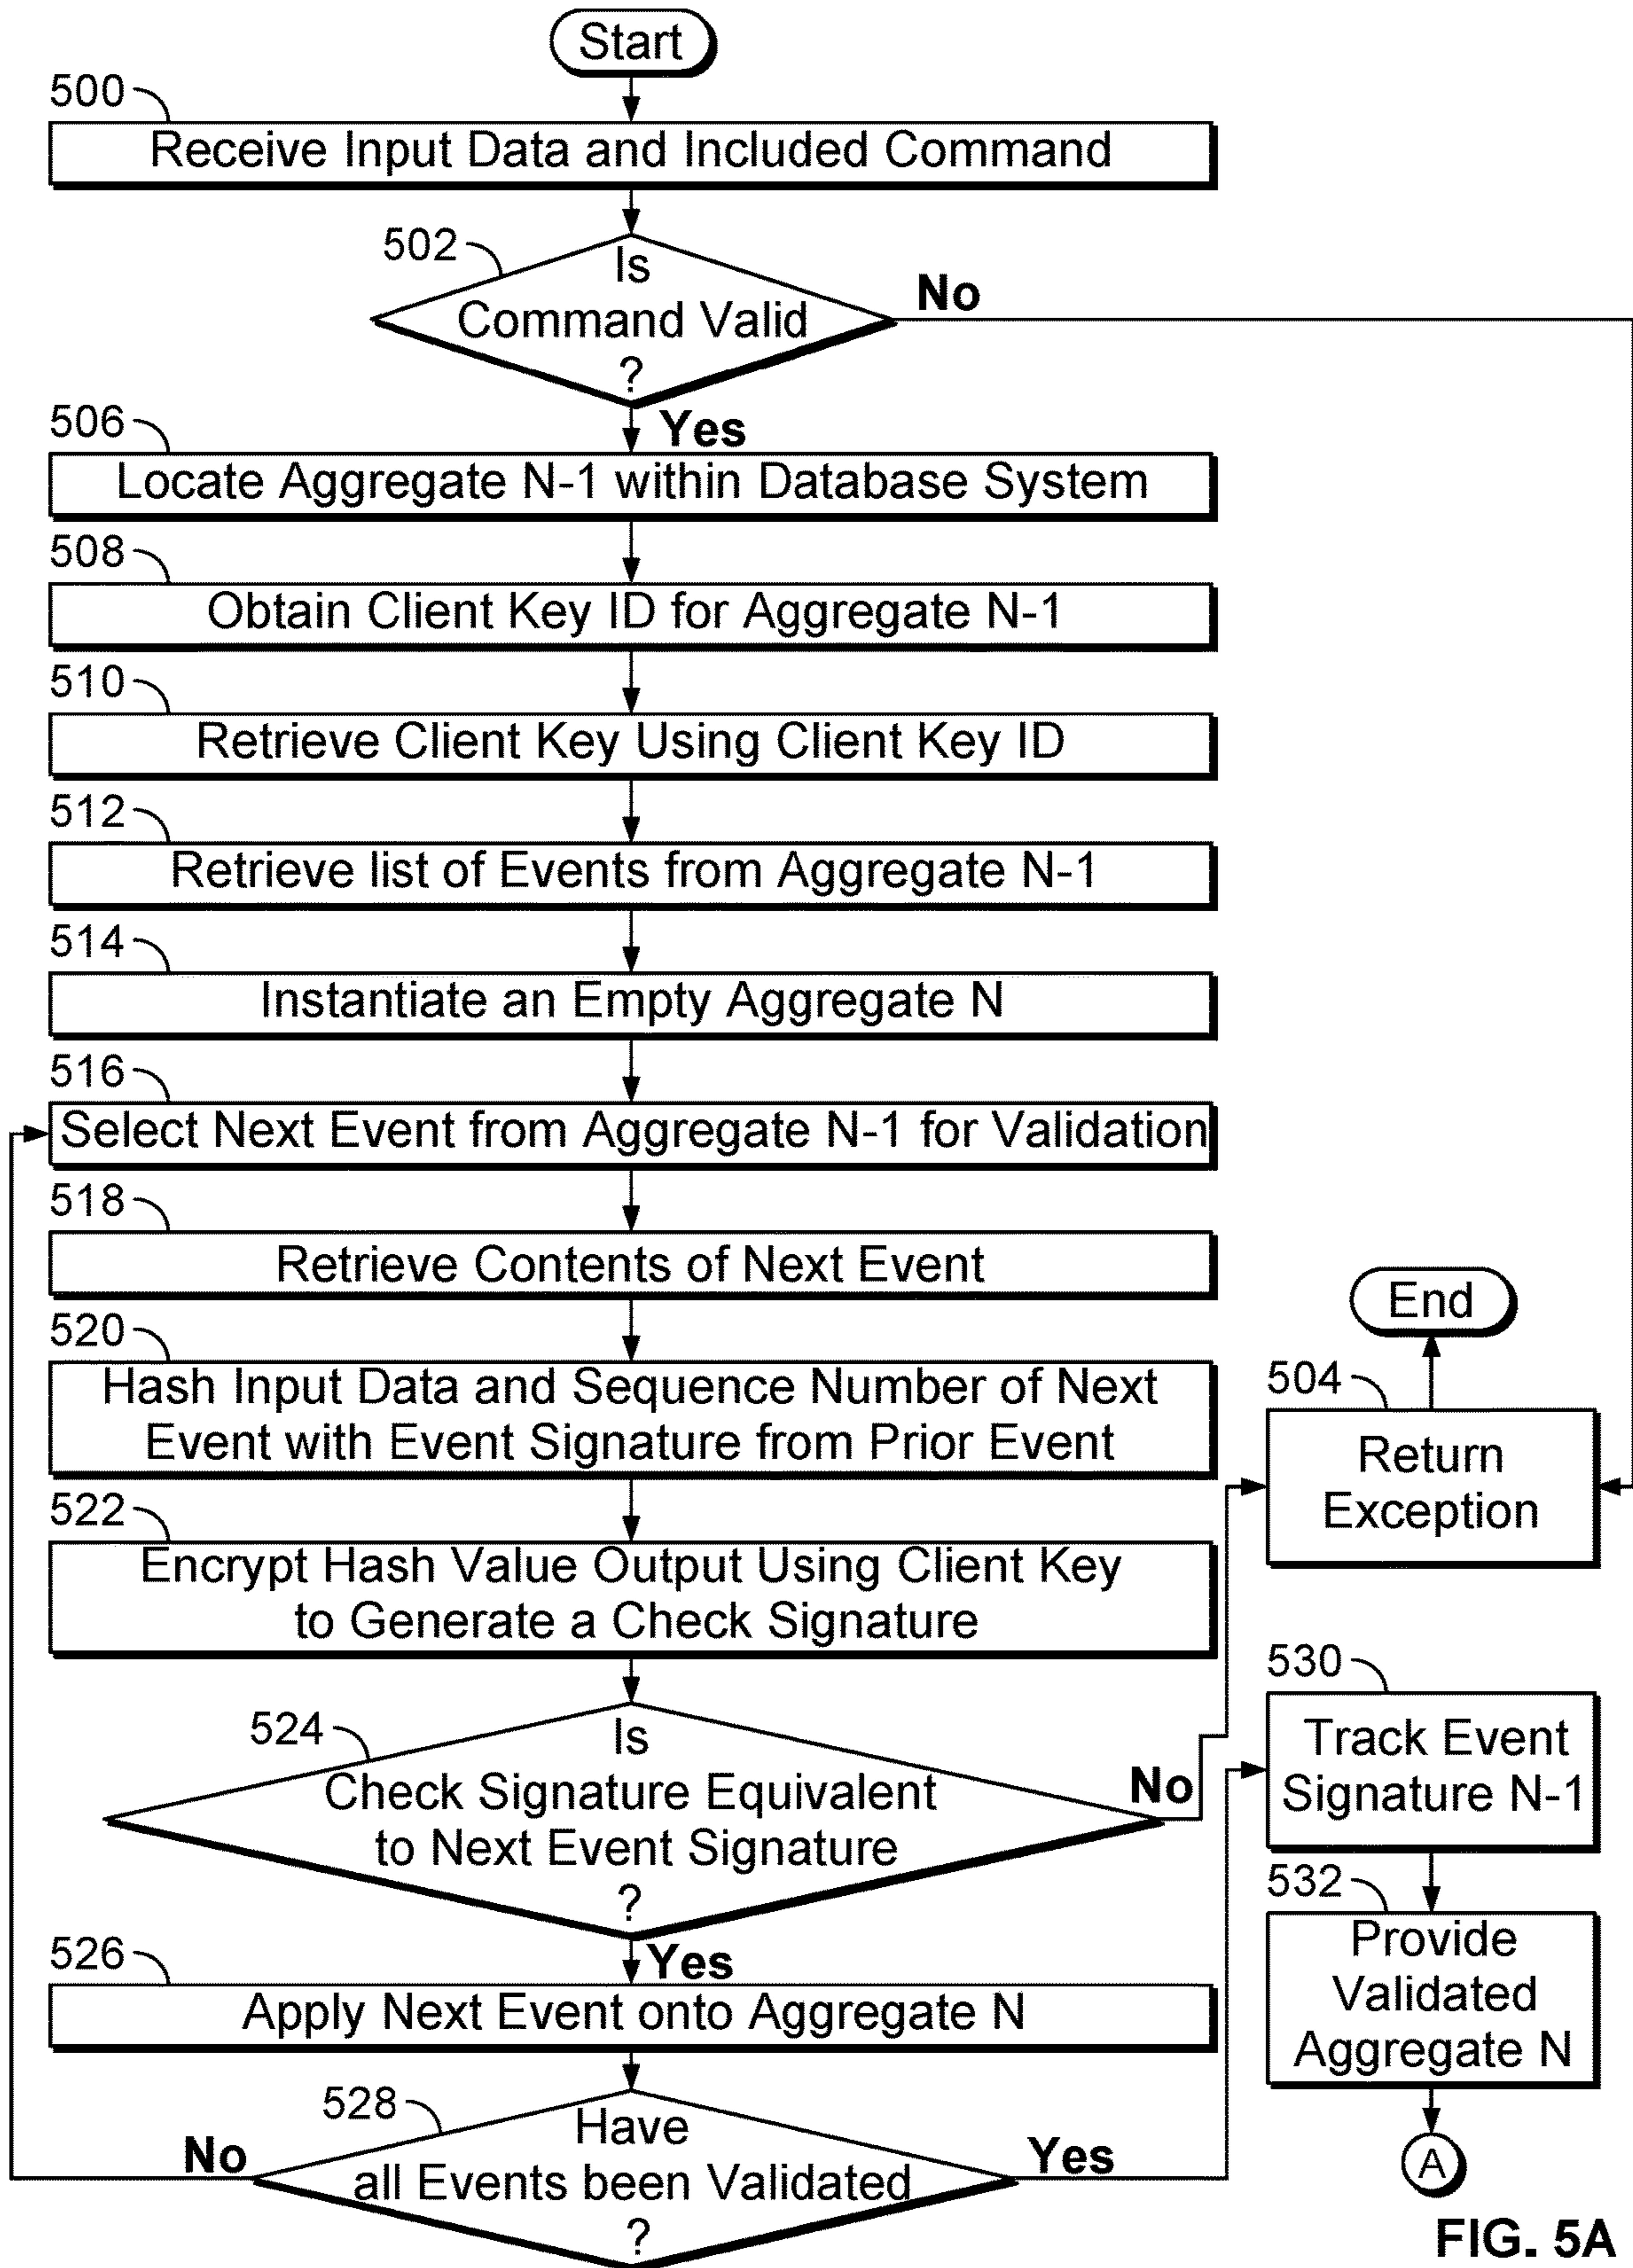 Start
500
Receive Input Data and Included Command
502
Is
Command Valid
?
No
Yes
506
Locate Aggregate N-1 within Database System
508
Obtain Client Key ID for Aggregate N-1
510
Retrieve Client Key Using Client Key ID
512
Retrieve list of Events from Aggregate N-1
514
Instantiate an Empty Aggregate N
516
Select Next Event from Aggregate N-1 for Validation
518
Retrieve Contents of Next Event
520
Hash Input Data and Sequence Number of Next
Event with Event Signature from Prior Event
522
Encrypt Hash Value Output Using Client Key
to Generate a Check Signature
524
Is
Check Signature Equivalent
to Next Event Signature
?
No
Yes
526
Apply Next Event onto Aggregate N
528
Have
all Events been Validated
?
No
Yes
End
504
Return
Exception
530
Track Event
Signature N-1
532
Provide
Validated
Aggregate N
A
FIG. 5A